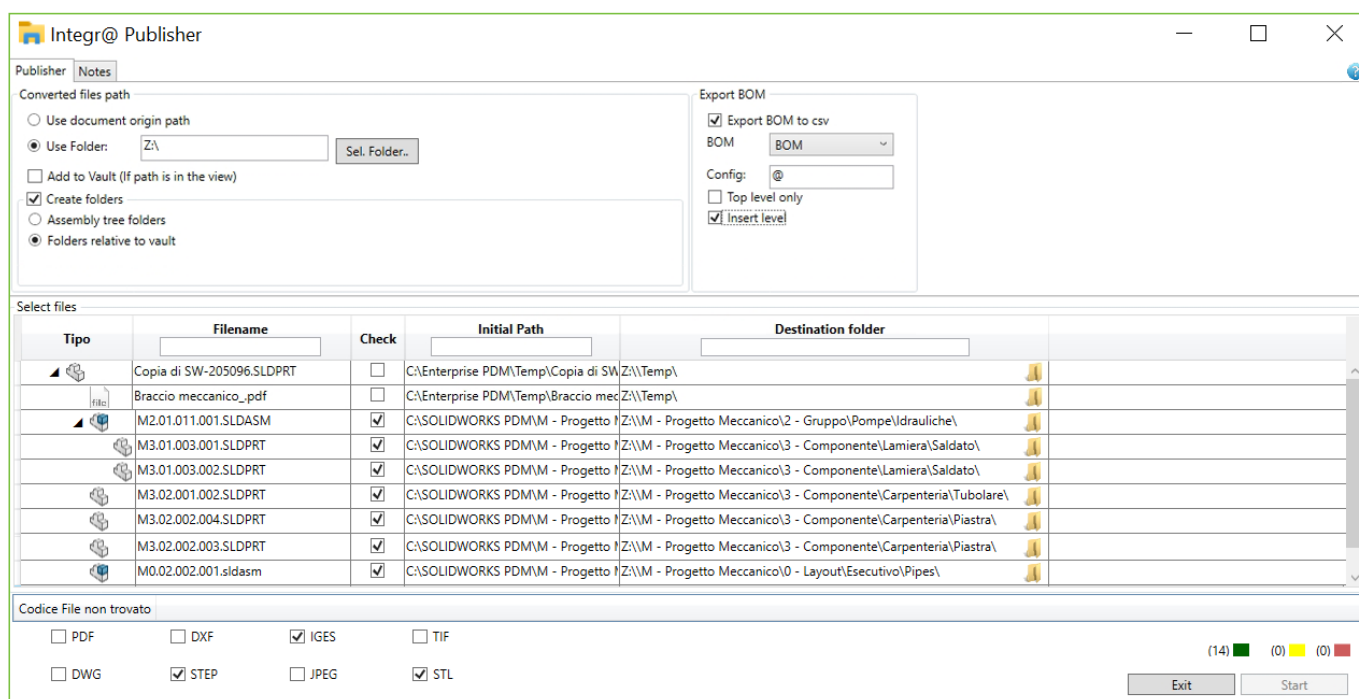 Integr@ Publisher
Publisher Notes
Converted files path
Use document origin path
Use Folder: Z:\ Sel. Folder..
Add to Vault (If path is in the view)
Create folders
Assembly tree folders
Folders relative to vault
Export BOM
Export BOM to csv
BOM BOM
Config: @
Top level only
Insert level
Select files
Tipo Filename Check Initial Path Destination folder
Copia di SW-205096.SLDPRT C:\Enterprise PDM\Temp\Copia di SW Z:\\Temp\
Braccio meccanico_.pdf C:\Enterprise PDM\Temp\Braccio mec Z:\\Temp\
M2.01.011.001.SLDASM C:\SOLIDWORKS PDM\M - Progetto M Z:\\M - Progetto Meccanico\2 - Gruppo\Pompe\Idrauliche\
M3.01.003.001.SLDPRT C:\SOLIDWORKS PDM\M - Progetto M Z:\\M - Progetto Meccanico\3 - Componente\Lamiera\Saldato\
M3.01.003.002.SLDPRT C:\SOLIDWORKS PDM\M - Progetto M Z:\\M - Progetto Meccanico\3 - Componente\Lamiera\Saldato\
M3.02.001.002.SLDPRT C:\SOLIDWORKS PDM\M - Progetto M Z:\\M - Progetto Meccanico\3 - Componente\Carpenteria\Tubolare\
M3.02.002.004.SLDPRT C:\SOLIDWORKS PDM\M - Progetto M Z:\\M - Progetto Meccanico\3 - Componente\Carpenteria\Piastra\
M3.02.002.003.SLDPRT C:\SOLIDWORKS PDM\M - Progetto M Z:\\M - Progetto Meccanico\3 - Componente\Carpenteria\Piastra\
M0.02.002.001.sldasm C:\SOLIDWORKS PDM\M - Progetto M Z:\\M - Progetto Meccanico\0 - Layout\Esecutivo\Pipes\
Codice File non trovato
PDF DXF IGES TIF
(14) (0) (0)
DWG STEP JPEG STL
Exit Start